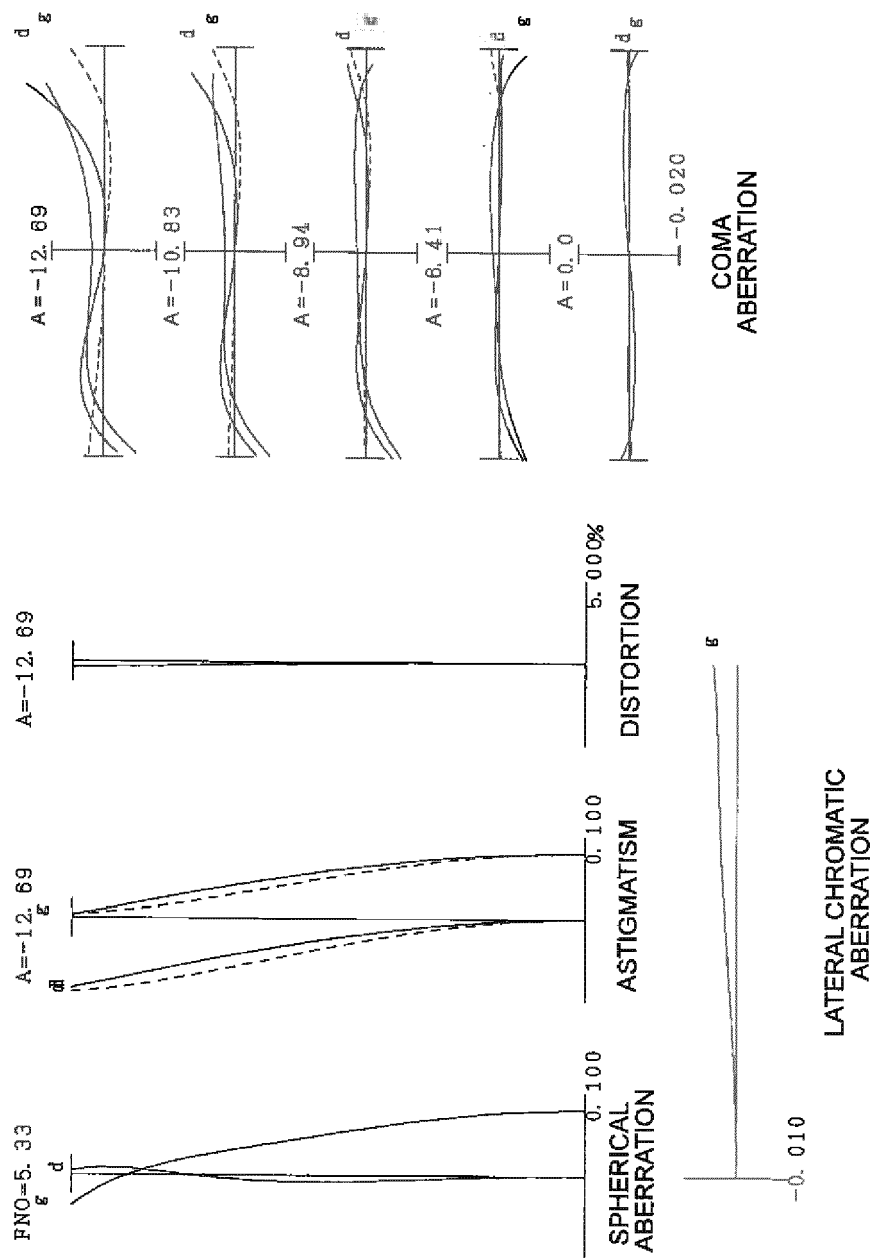 FNO=5. 33
g
d
0. 100
SPHERICAL
ABERRATION
A=-12. 69
d
g
0. 100
ASTIGMATISM
A=-12. 69
5. 000%
DISTORTION
g
-0. 010
LATERAL CHROMATIC
ABERRATION
A=-12. 69
d
g
A=-10. 83
d
g
A=-8. 94
d
g
A=-6. 41
d
g
A=0. 0
d
g
-0. 020
COMA
ABERRATION